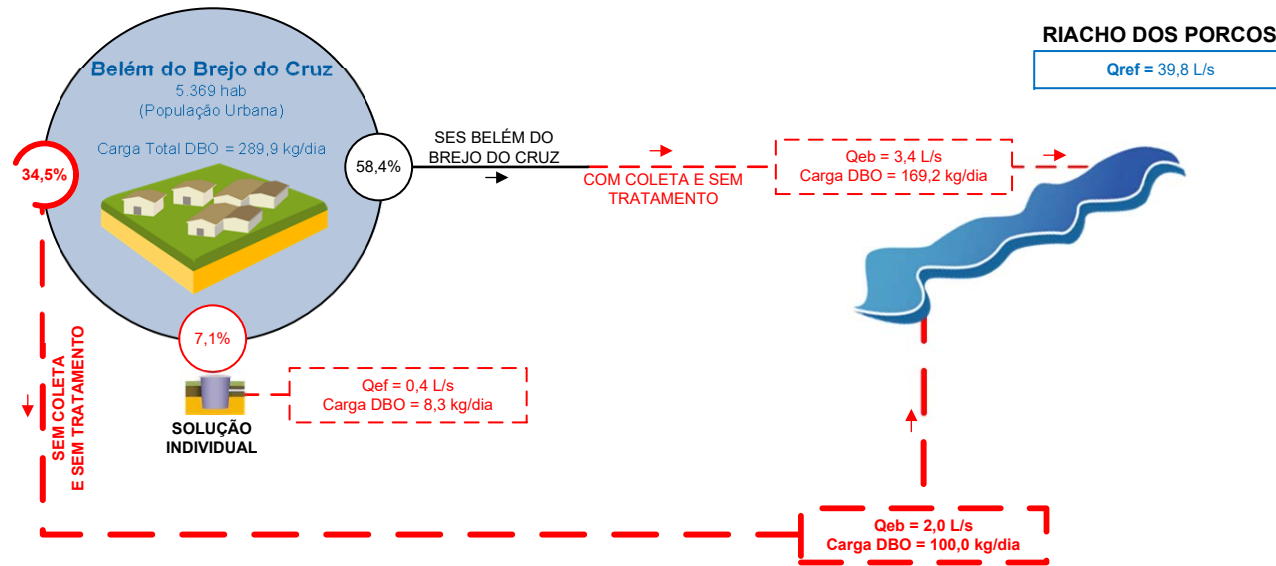 RIACHO DOS PORCOS
Qref = 39,8 L/s
Belém do Brejo do Cruz
5.369 hab
(População Urbana)
Carga Total DBO = 289,9 kg/dia
34,5%
58,4%
SES BELÉM DO
BREJO DO CRUZ
COM COLETA E SEM
TRATAMENTO
Qeb = 3,4 L/s
Carga DBO = 169,2 kg/dia
7,1%
Qef = 0,4 L/s
Carga DBO = 8,3 kg/dia
SOLUÇÃO
INDIVIDUAL
SEM COLETA
E SEM TRATAMENTO
Qeb = 2,0 L/s
Carga DBO = 100,0 kg/dia